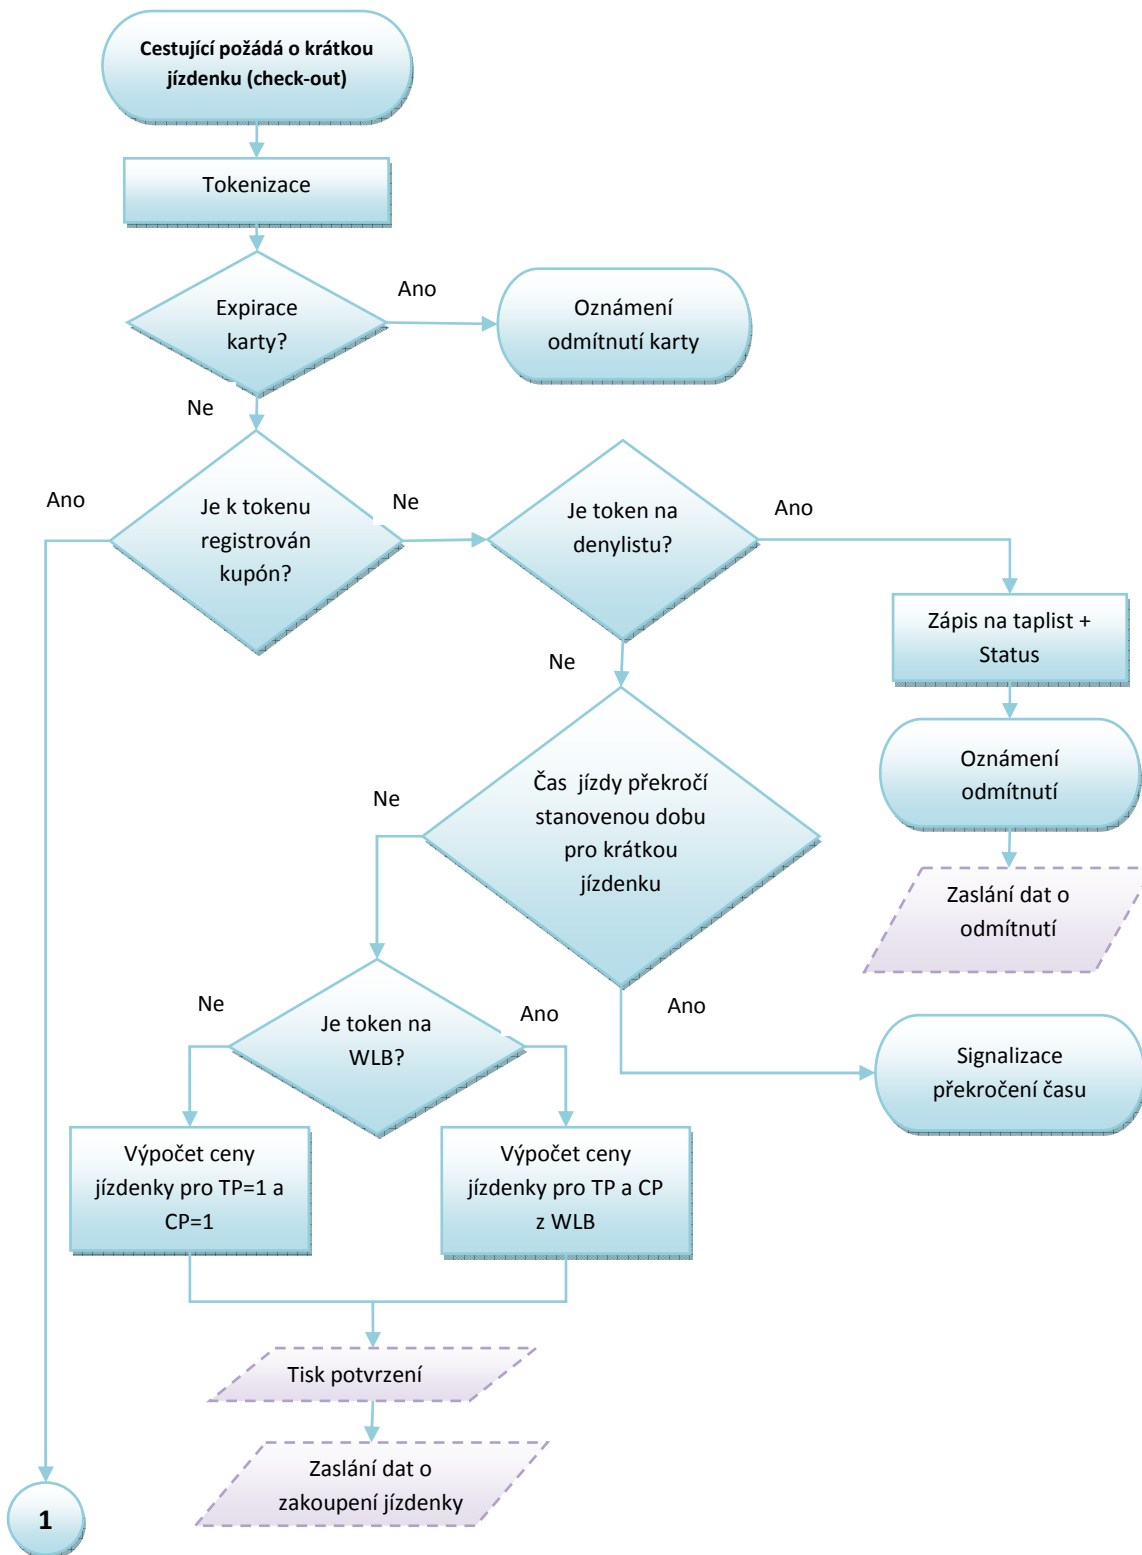 Cestující požádá o krátkou
jízdenku (check-out)
Tokenizace
Expirace
karty?
Ano
Oznámení
odmítnutí karty
Ne
Je k tokenu
registrován
kupón?
Ano
Ne
Je token na
denylistu?
Ano
Zápis na taplist +
Status
Oznámení
odmítnutí
Zaslání dat o
odmítnutí
Ne
Čas  jízdy překročí
stanovenou dobu
pro krátkou
jízdenku
Ne
Ano
Signalizace
překročení času
Je token na
WLB?
Ne
Ano
Výpočet ceny
jízdenky pro TP=1 a
CP=1
Výpočet ceny
jízdenky pro TP a CP
z WLB
Tisk potvrzení
Zaslání dat o
zakoupení jízdenky
1